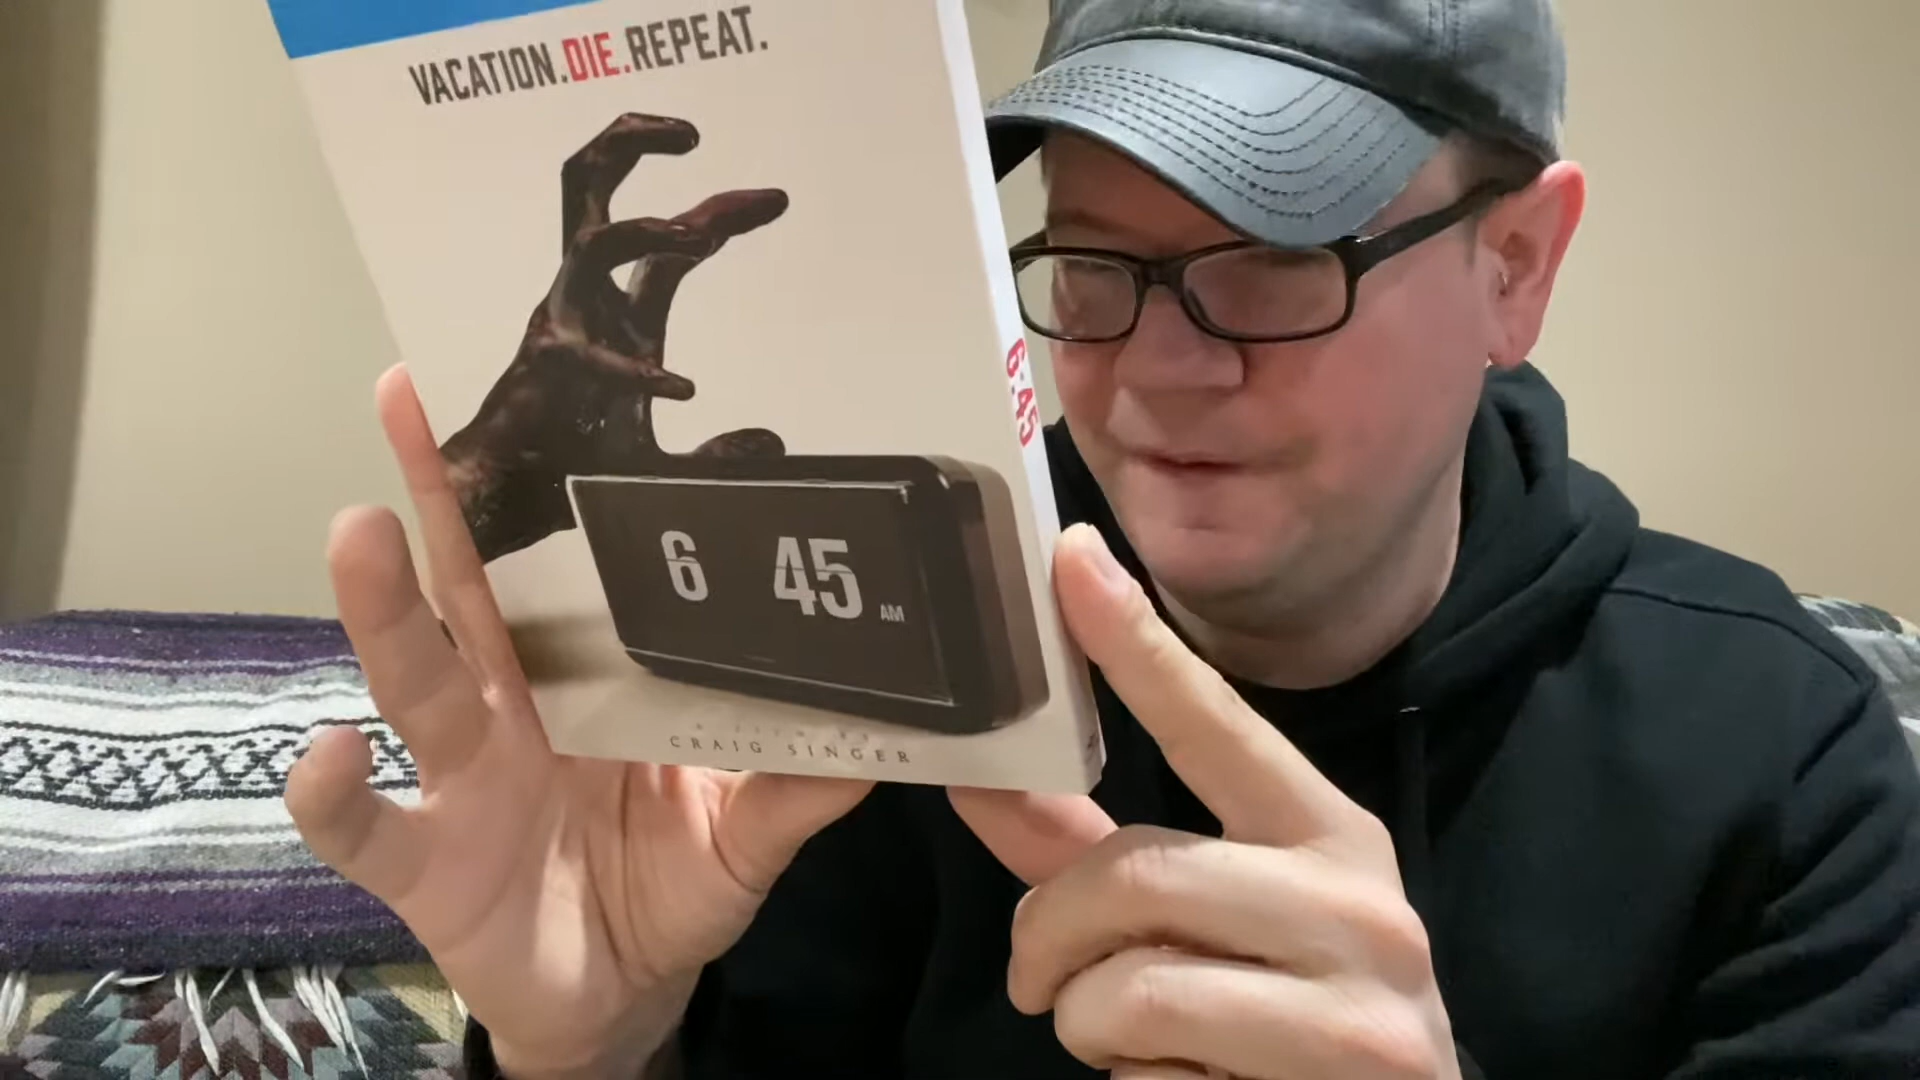 VACATION.DIE.REPEAT.
6:45
6 45 AM
CRAIG SINGER